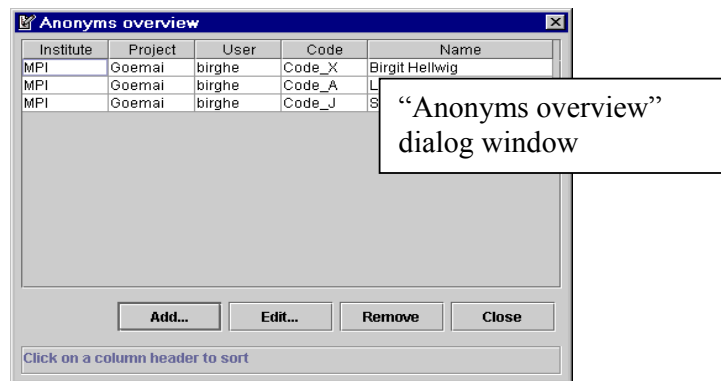 Anonyms overview
Institute Project User Code Name
MPI Goemai birghe Code_X Birgit Hellwig
MPI Goemai birghe Code_A L
MPI Goemai birghe Code_J S
“Anonyms overview”
dialog window
Add... Edit... Remove Close
Click on a column header to sort